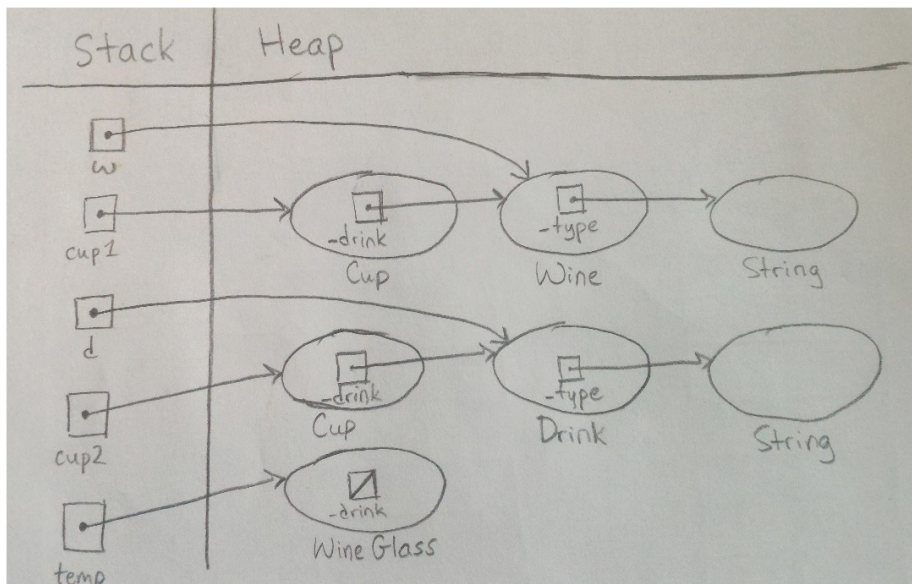 Stack Heap
w
cup1
-drink
Cup
-type
Wine
String
d
cup2
-drink
Cup
-type
Drink
String
temp
-drink
Wine Glass